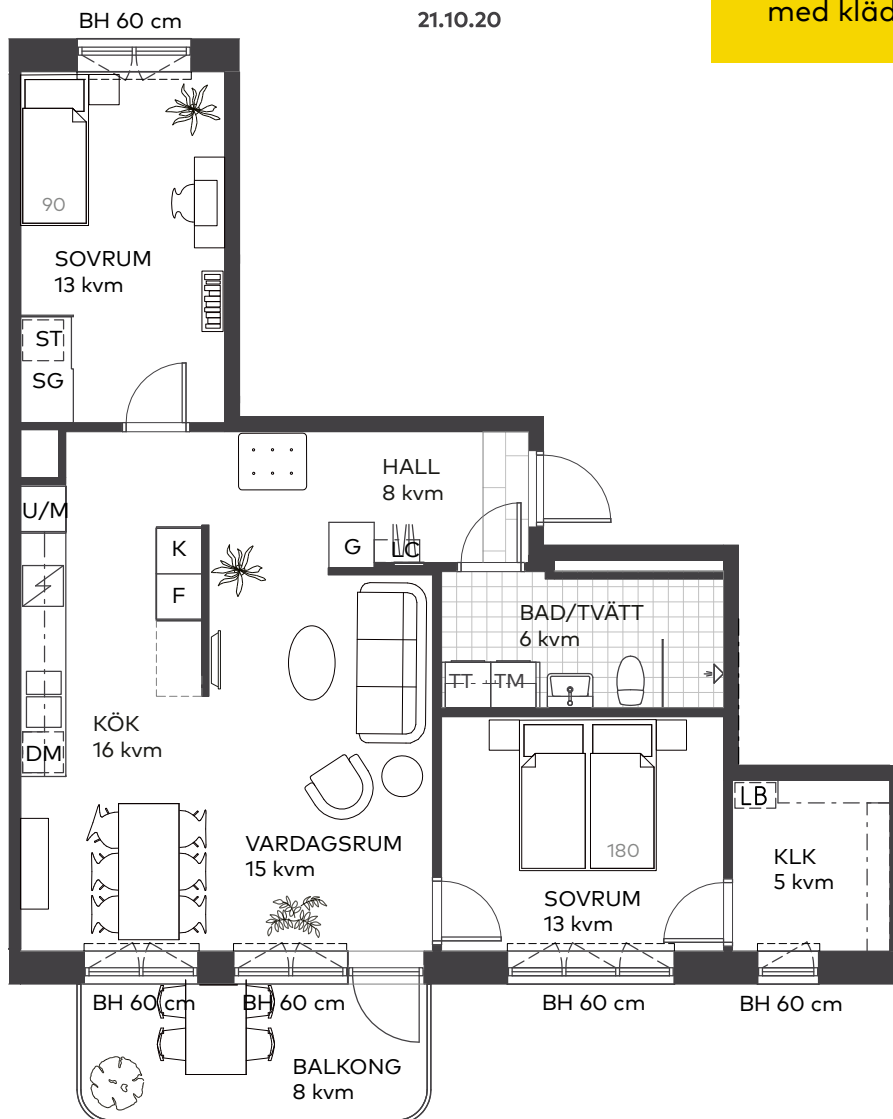 BH 60 cm
21.10.20
90
SOVRUM
13 kvm
ST
SG
HALL
8 kvm
U/M
K
G
LC
F
BAD/TVÄTT
6 kvm
TT
TM
KÖK
16 kvm
DM
LB
VARDAGSRUM
15 kvm
180
KLK
5 kvm
SOVRUM
13 kvm
BH 60 cm
BH 60 cm
BH 60 cm
BH 60 cm
BALKONG
8 kvm